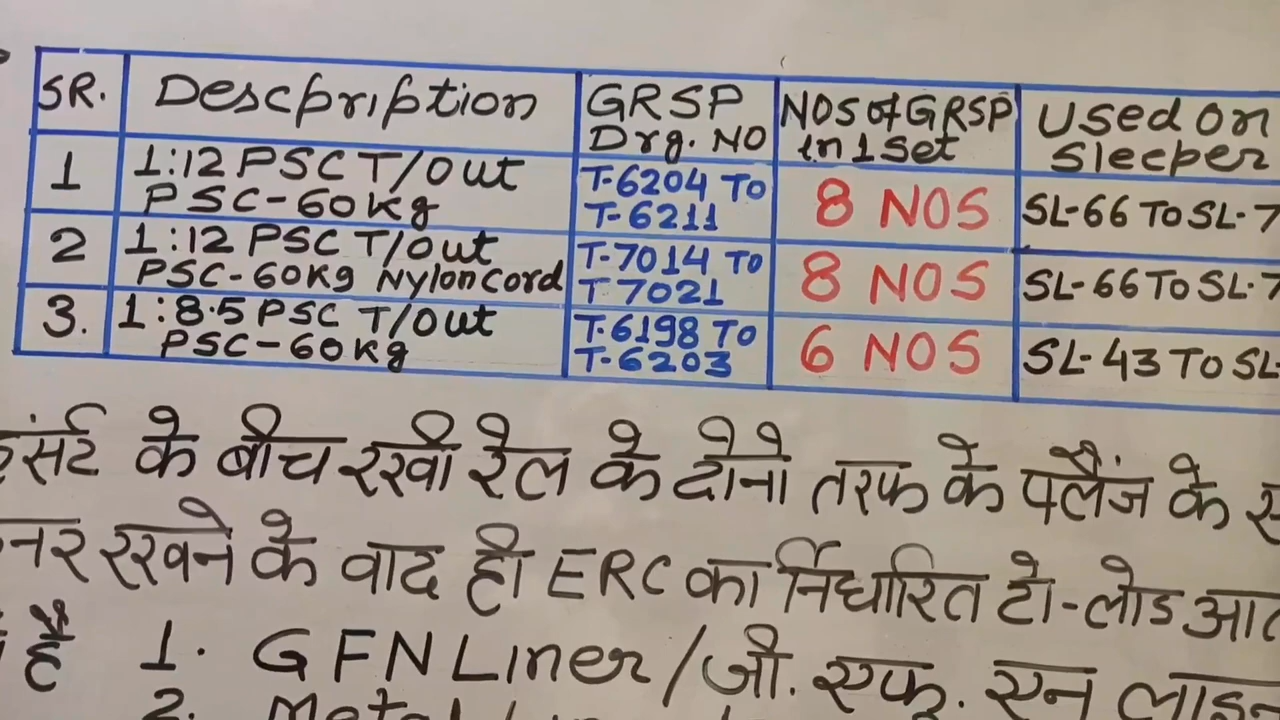 SR. Descpription GRSP Drg. NO NOS of GRSP in 1 Set Used on Sleeper
1 1:12 PSC T/Out PSC-60Kg T-6204 TO T-6211 8 NOS SL-66 TO SL-7
2 1:12 PSC T/Out PSC-60Kg Nylon Cord T-7014 TO T 7021 8 NOS SL-66 TO SL-7
3. 1:8.5 PSC T/Out PSC-60Kg T-6198 TO T-6203 6 NOS SL-43 TO SL-
ंसर्ट के बीच रखी रेल के दोनो तरफ के फ्लैंज के
नर रखने के वाद ही ERC का निर्धारित टो-लोड आ
है 1. GFN Liner/जी. एफ. एन लाइन
2. Metal